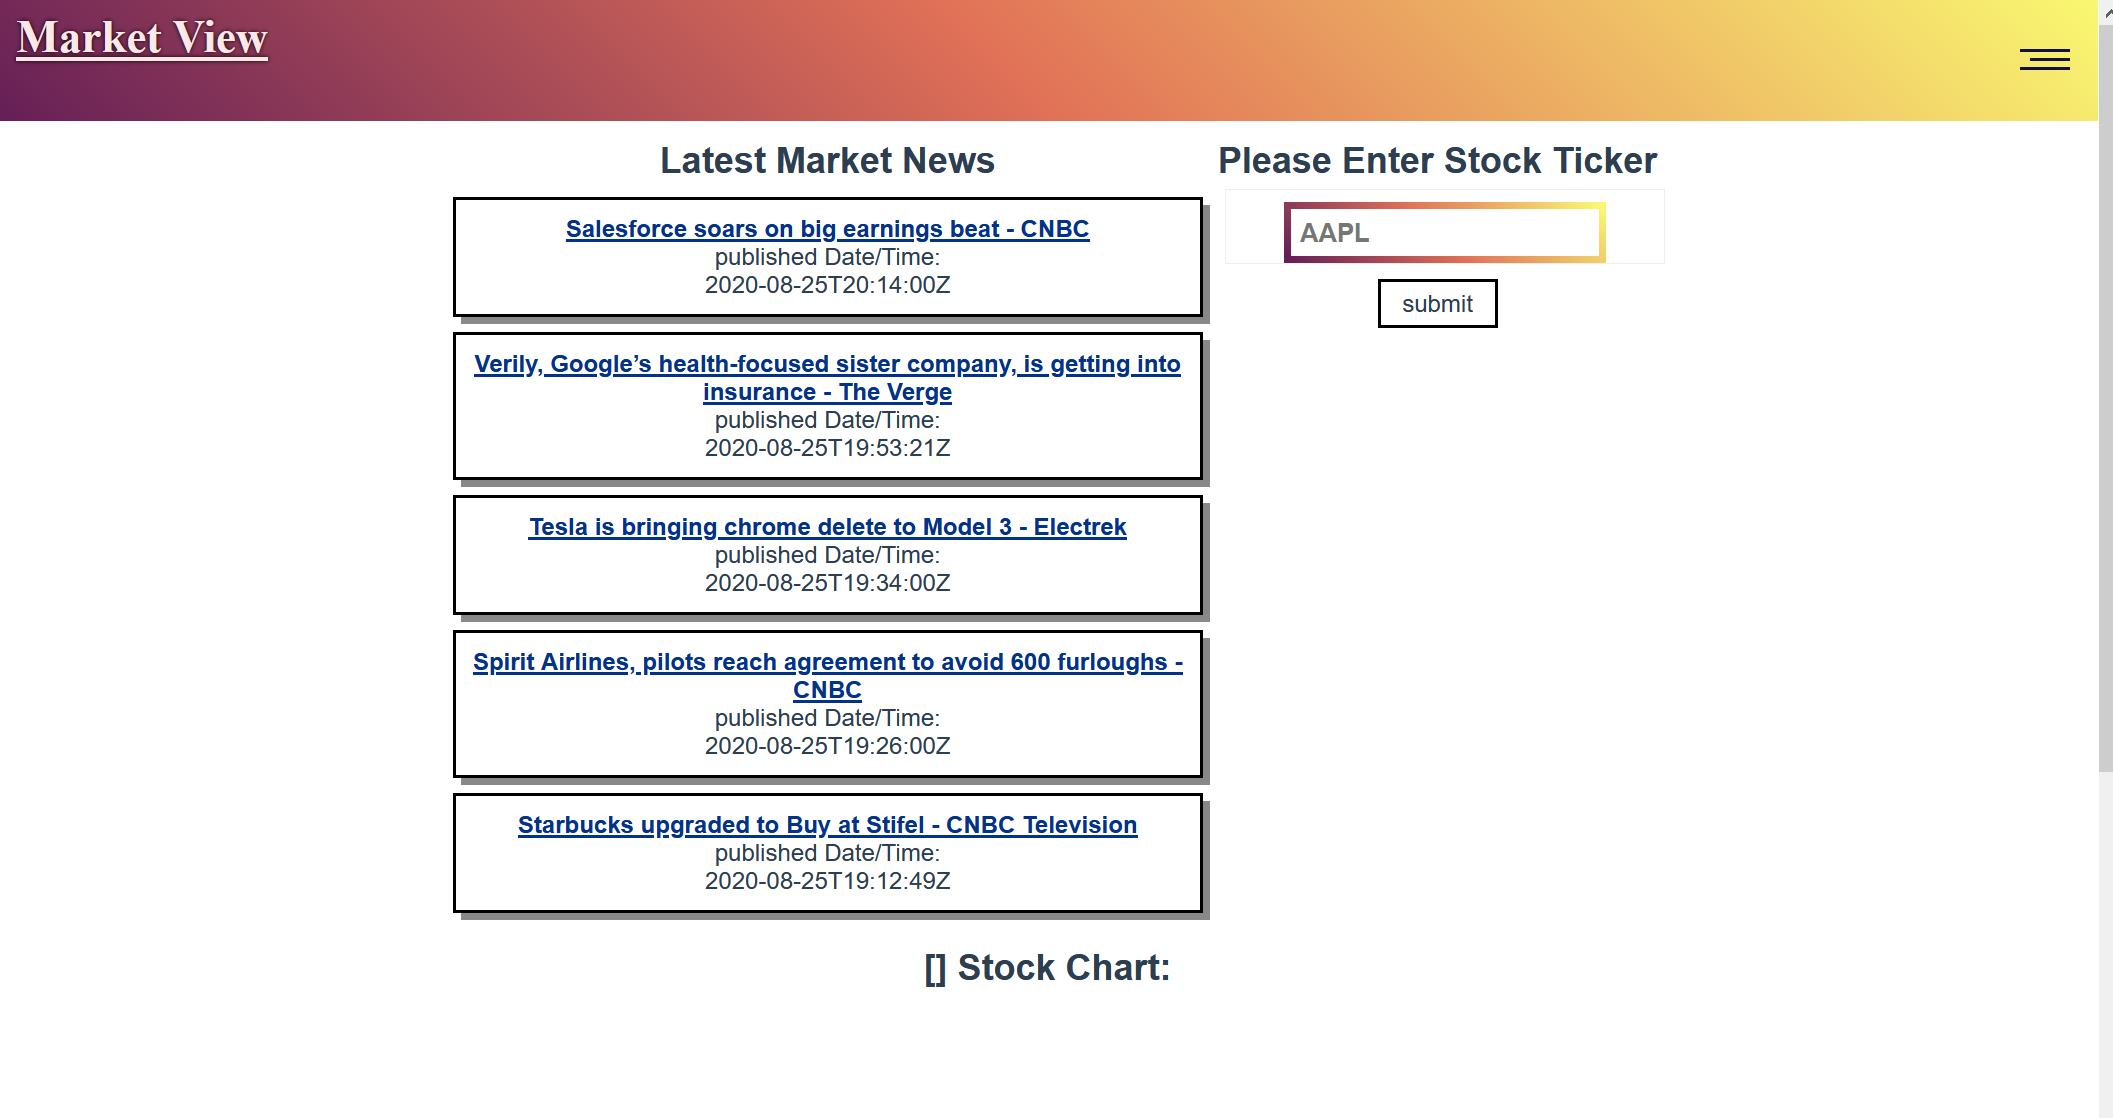 Market View
Latest Market News
Salesforce soars on big earnings beat - CNBC
published Date/Time:
2020-08-25T20:14:00Z
Verily, Google’s health-focused sister company, is getting into
insurance - The Verge
published Date/Time:
2020-08-25T19:53:21Z
Tesla is bringing chrome delete to Model 3 - Electrek
published Date/Time:
2020-08-25T19:34:00Z
Spirit Airlines, pilots reach agreement to avoid 600 furloughs -
CNBC
published Date/Time:
2020-08-25T19:26:00Z
Starbucks upgraded to Buy at Stifel - CNBC Television
published Date/Time:
2020-08-25T19:12:49Z
Please Enter Stock Ticker
AAPL
submit
[] Stock Chart: